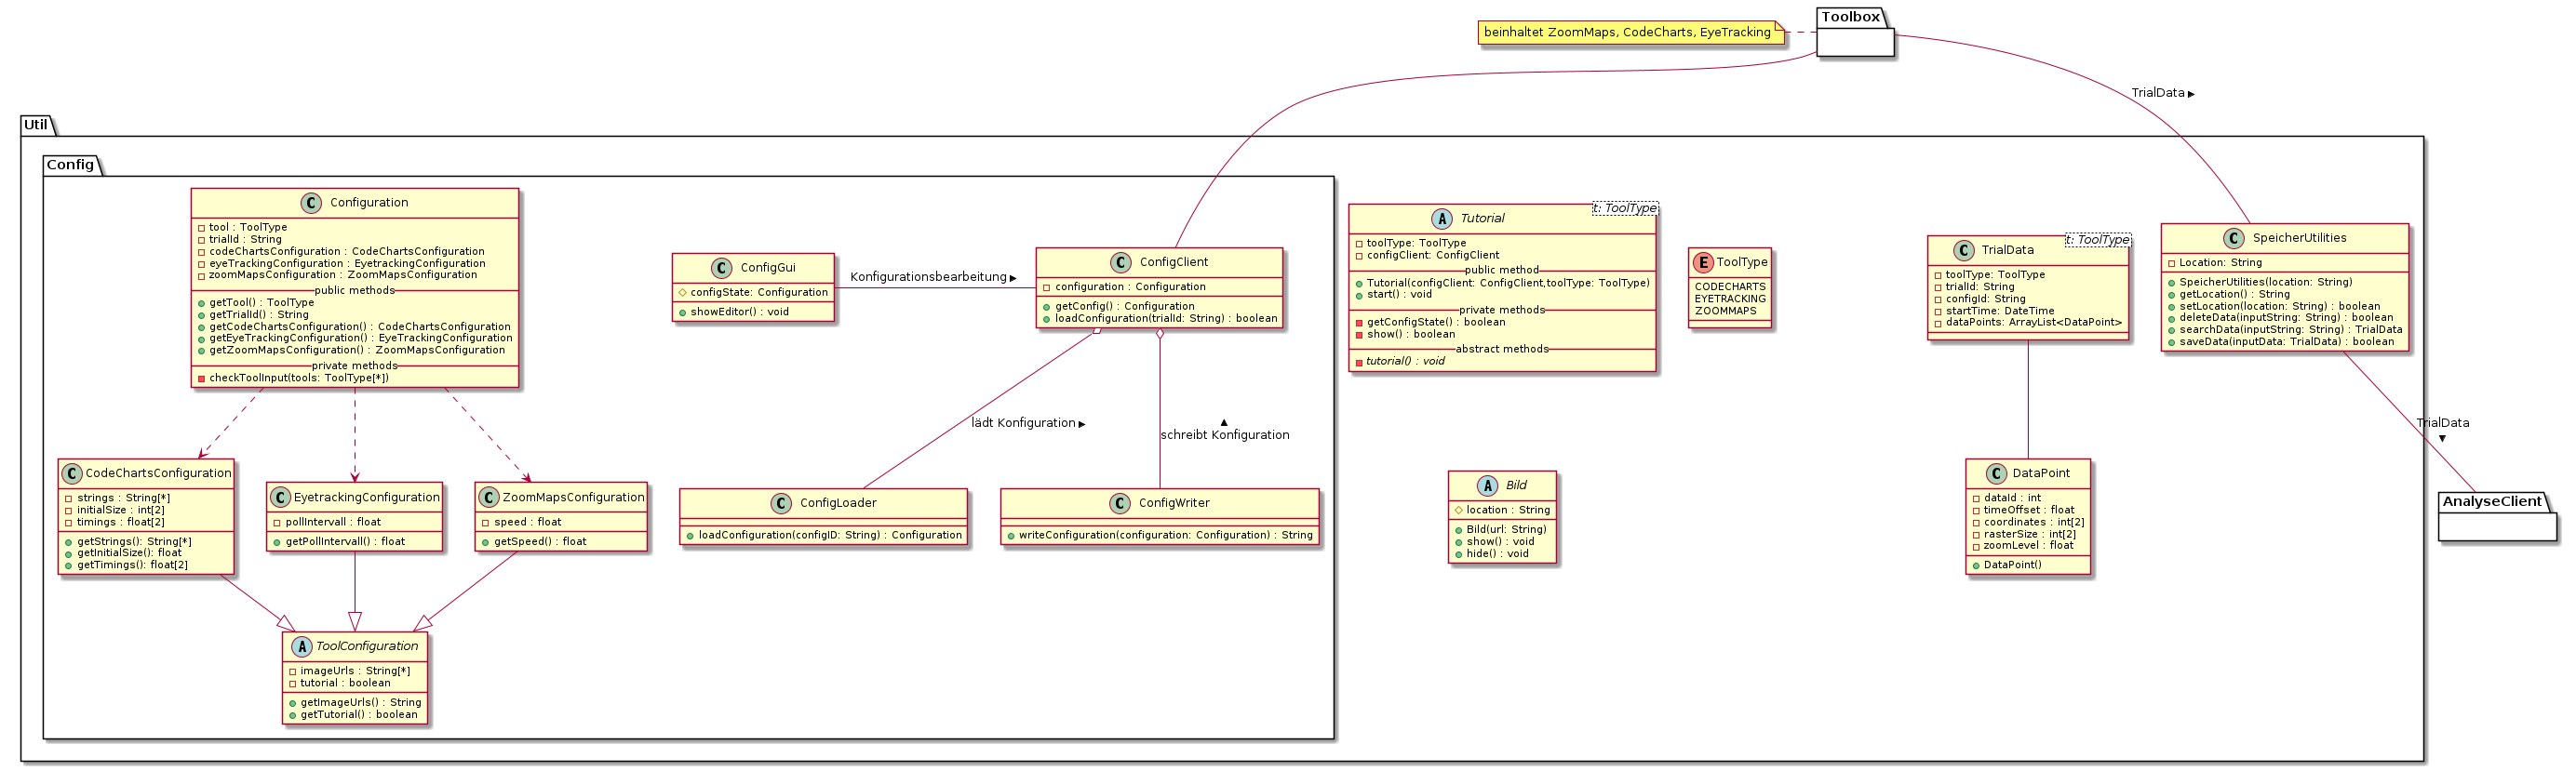 Toolbox
beinhaltet ZoomMaps, CodeCharts, EyeTracking
TrialData ►
Util
Config
C Configuration
tool : ToolType
trialId : String
codeChartsConfiguration : CodeChartsConfiguration
eyeTrackingConfiguration : EyetrackingConfiguration
zoomMapsConfiguration : ZoomMapsConfiguration
public methods
getTool() : ToolType
getTrialId() : String
getCodeChartsConfiguration() : CodeChartsConfiguration
getEyeTrackingConfiguration() : EyeTrackingConfiguration
getZoomMapsConfiguration() : ZoomMapsConfiguration
private methods
checkToolInput(tools: ToolType[*])
C ConfigGui
configState: Configuration
showEditor() : void
Konfigurationsbearbeitung ►
C ConfigClient
configuration : Configuration
getConfig() : Configuration
loadConfiguration(trialId: String) : boolean
A Tutorial
t: ToolType
toolType: ToolType
configClient: ConfigClient
public method
Tutorial(configClient: ConfigClient,toolType: ToolType)
start() : void
private methods
getConfigState() : boolean
show() : boolean
abstract methods
tutorial() : void
E ToolType
CODECHARTS
EYETRACKING
ZOOMMAPS
C TrialData
t: ToolType
toolType: ToolType
trialId: String
configId: String
startTime: DateTime
dataPoints: ArrayList<DataPoint>
C SpeicherUtilities
Location: String
SpeicherUtilities(location: String)
getLocation() : String
setLocation(location: String) : boolean
deleteData(inputString: String) : boolean
searchData(inputString: String) : TrialData
saveData(inputData: TrialData) : boolean
lädt Konfiguration ►
▲
schreibt Konfiguration
TrialData
▼
C CodeChartsConfiguration
strings : String[*]
initialSize : int[2]
timings : float[2]
getStrings(): String[*]
getInitialSize(): float
getTimings(): float[2]
C EyetrackingConfiguration
pollIntervall : float
getPollIntervall() : float
C ZoomMapsConfiguration
speed : float
getSpeed() : float
C ConfigLoader
loadConfiguration(configID: String) : Configuration
C ConfigWriter
writeConfiguration(configuration: Configuration) : String
A Bild
location : String
Bild(url: String)
show() : void
hide() : void
C DataPoint
dataId : int
timeOffset : float
coordinates : int[2]
rasterSize : int[2]
zoomLevel : float
DataPoint()
AnalyseClient
A ToolConfiguration
imageUrls : String[*]
tutorial : boolean
getImageUrls() : String
getTutorial() : boolean